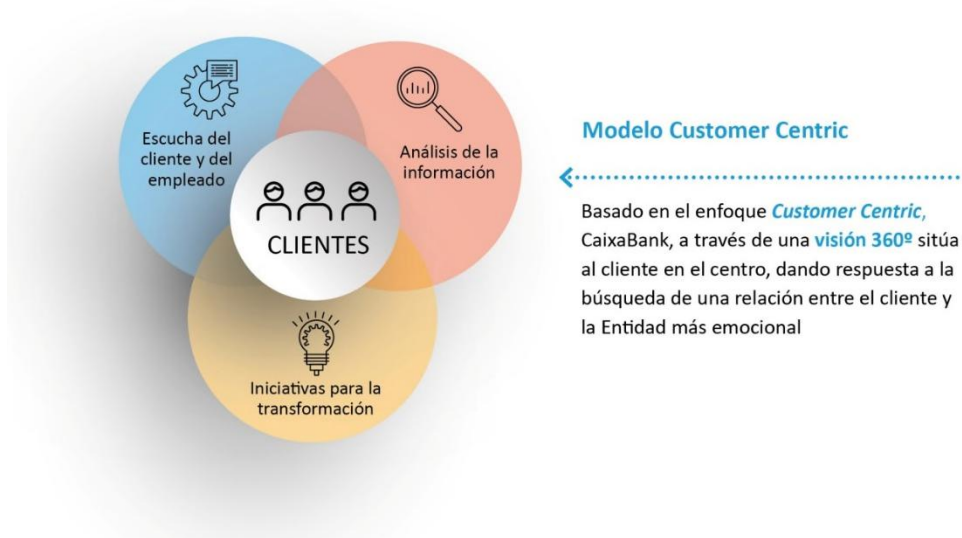 Escucha del
cliente y del
empleado
Análisis de la
información
CLIENTES
Iniciativas para la
transformación
Modelo Customer Centric
Basado en el enfoque Customer Centric,
CaixaBank, a través de una visión 360º sitúa
al cliente en el centro, dando respuesta a la
búsqueda de una relación entre el cliente y
la Entidad más emocional